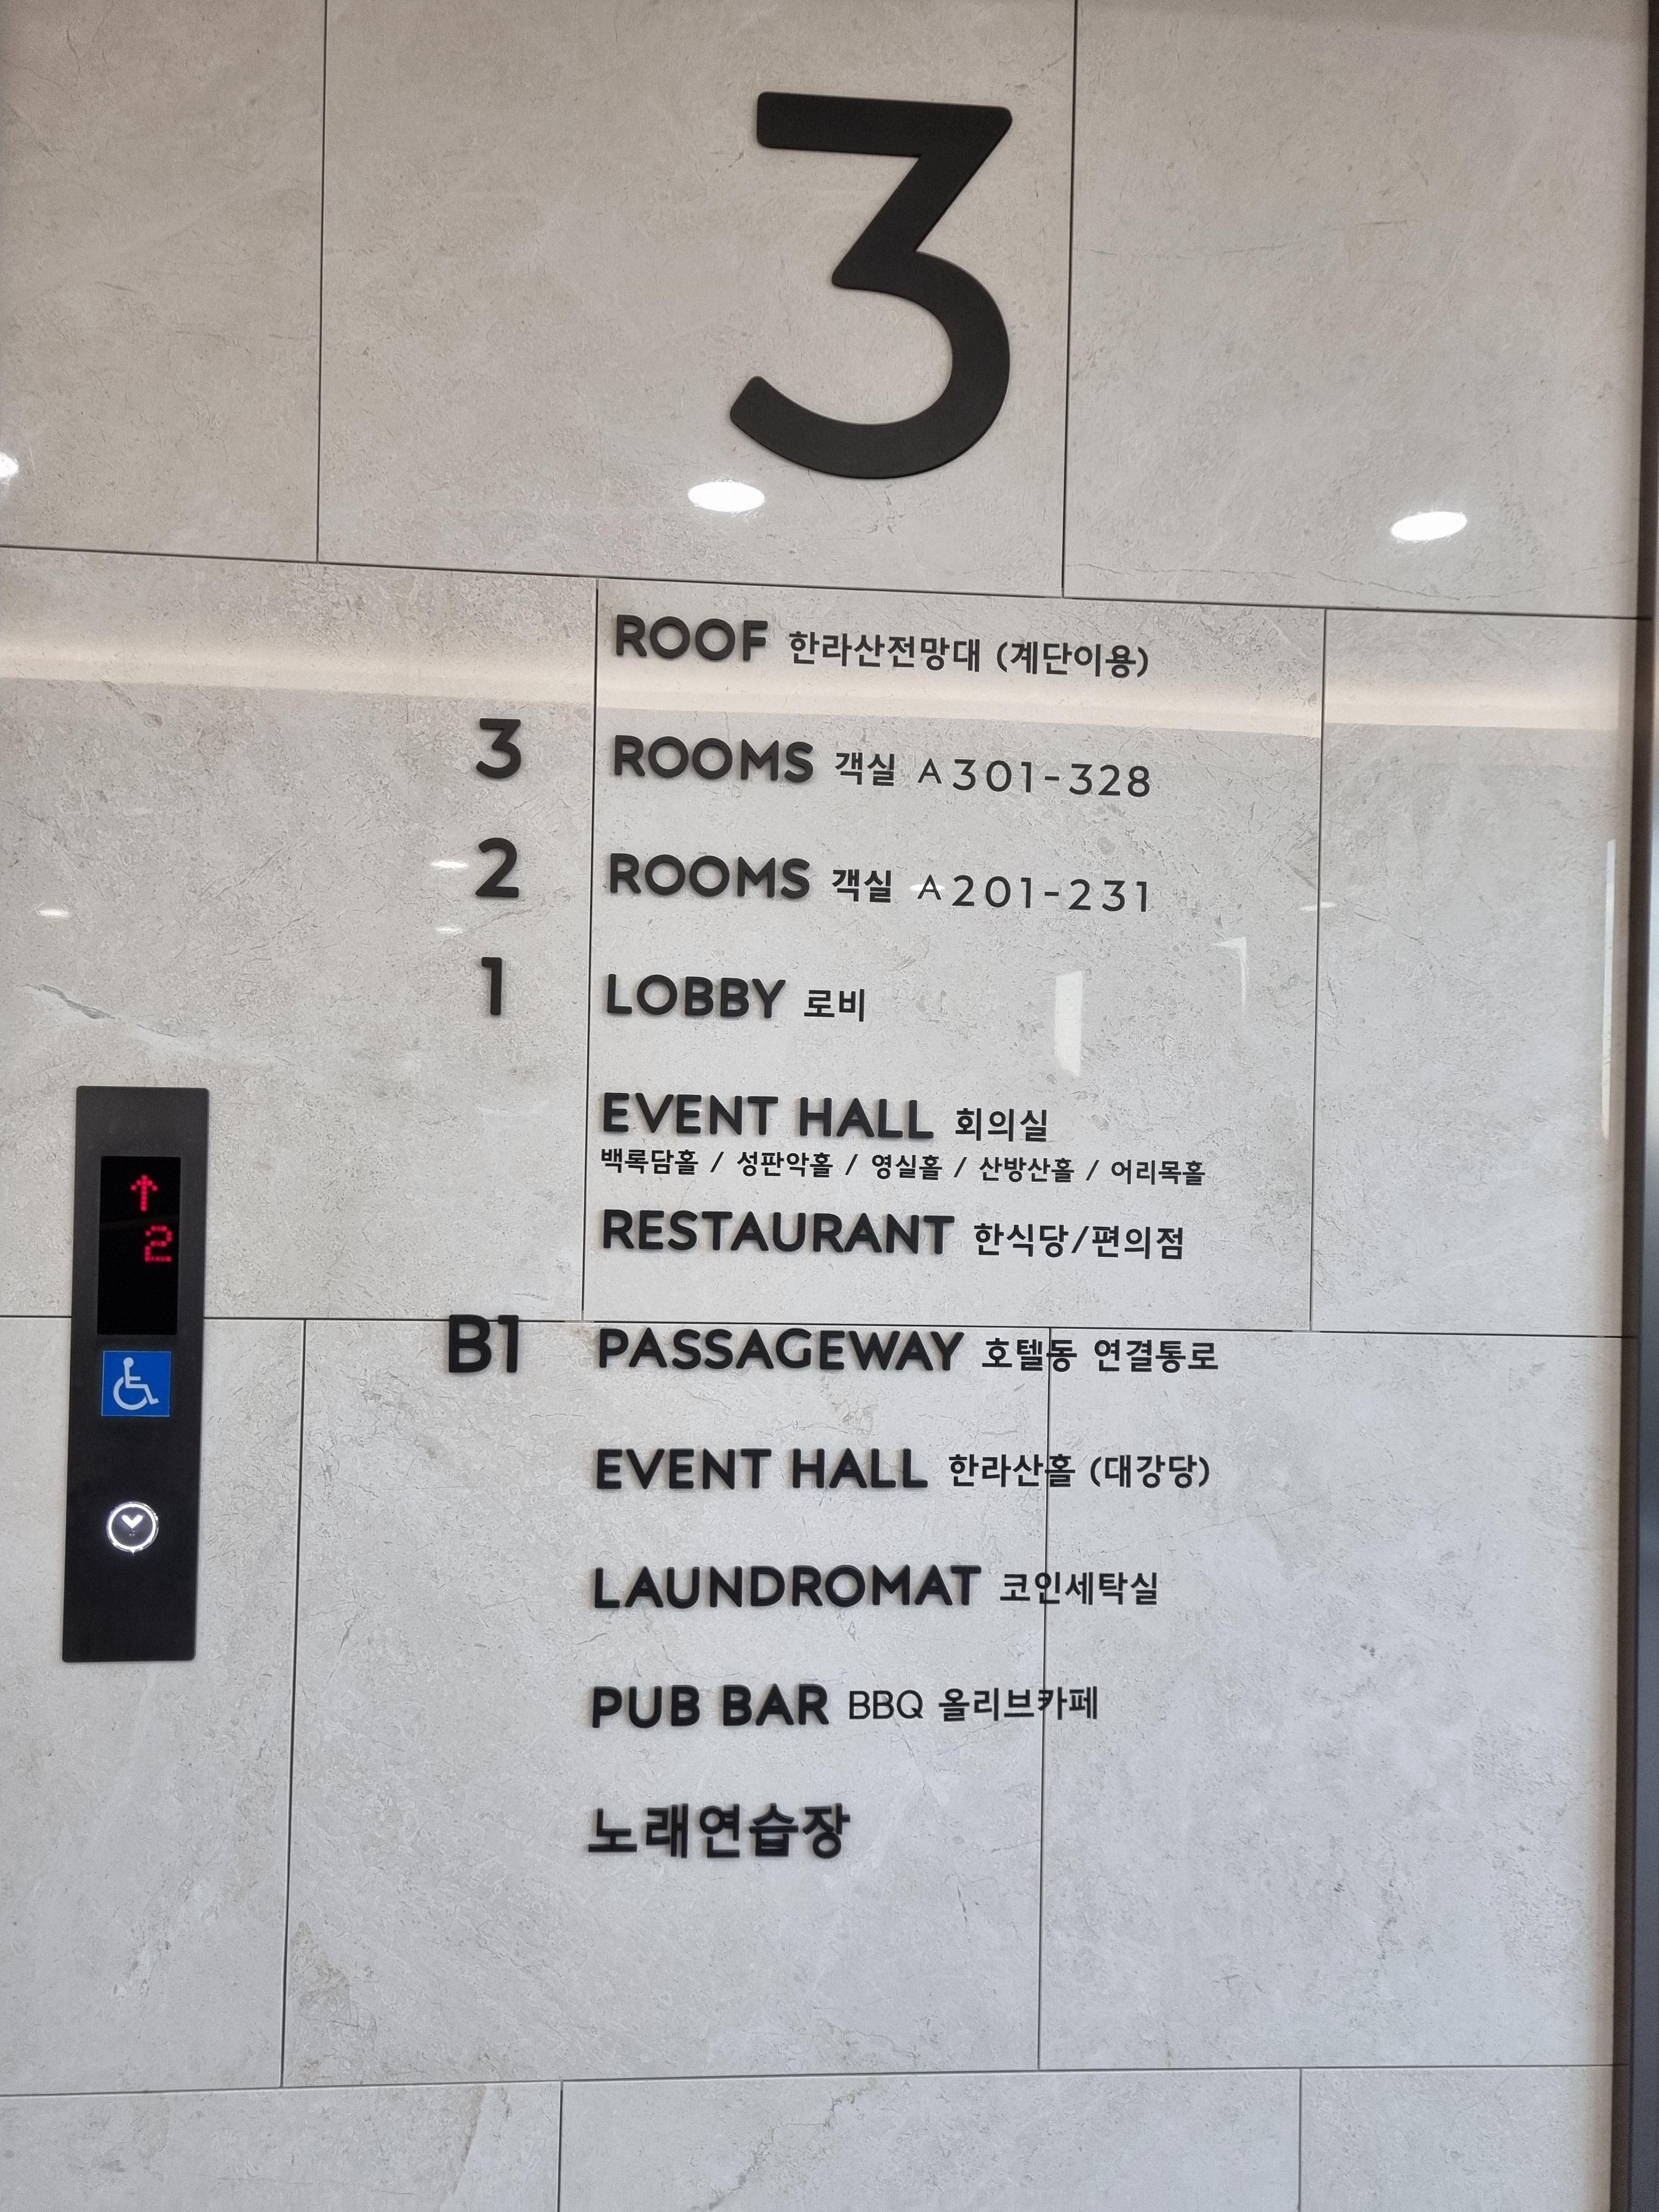 3
ROOF 한라산전망대 (계단이용)
3 ROOMS 객실 A301-328
2 ROOMS 객실 A201-231
1 LOBBY 로비
EVENT HALL 회의실
백록담홀 / 성판악홀 / 영실홀 / 산방산홀 / 어리목홀
RESTAURANT 한식당/편의점
B1 PASSAGEWAY 호텔동 연결통로
EVENT HALL 한라산홀 (대강당)
LAUNDROMAT 코인세탁실
PUB BAR BBQ 올리브카페
노래연습장
↑
2